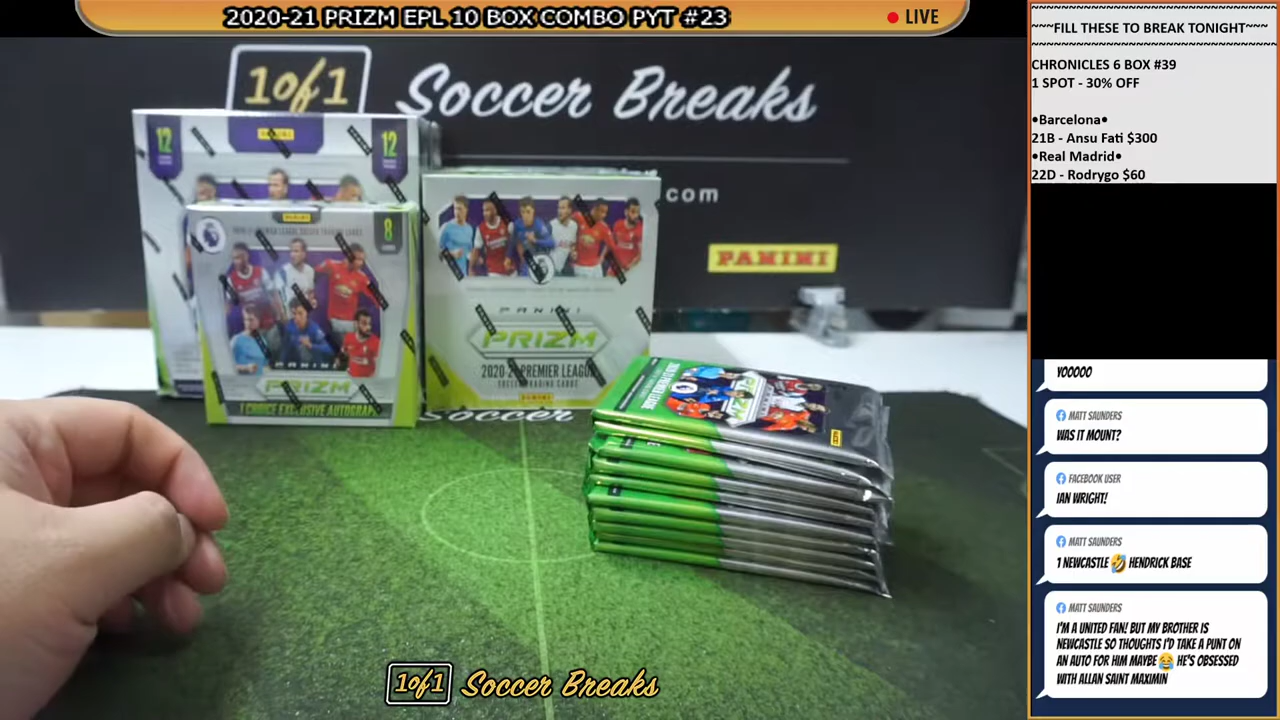 2020-21 PRIZM EPL 10 BOX COMBO PYT #23
LIVE
1of1
Soccer Breaks
com
PANINI
12
12
PANINI
8
PANINI
PRIZM
1 CHOICE EXCLUSIVE AUTOGRAPH
PANINI
PRIZM
2020-2 PREMIER LEAGUE
SOCCER TRADING CARDS
PANINI
soccer
PRIZM
1of1 Soccer Breaks
~~~FILL THESE TO BREAK TONIGHT~~~
CHRONICLES 6 BOX #39
1 SPOT - 30% OFF
•Barcelona•
21B - Ansu Fati $300
•Real Madrid•
22D - Rodrygo $60
YOOOOO
MATT SAUNDERS
WAS IT MOUNT?
FACEBOOK USER
IAN WRIGHT!
MATT SAUNDERS
1 NEWCASTLE 🤣 HENDRICK BASE
MATT SAUNDERS
I'M A UNITED FAN! BUT MY BROTHER IS
NEWCASTLE SO THOUGHTS I'D TAKE A PUNT ON
AN AUTO FOR HIM MAYBE 😂 HE'S OBSESSED
WITH ALLAN SAINT MAXIMIN